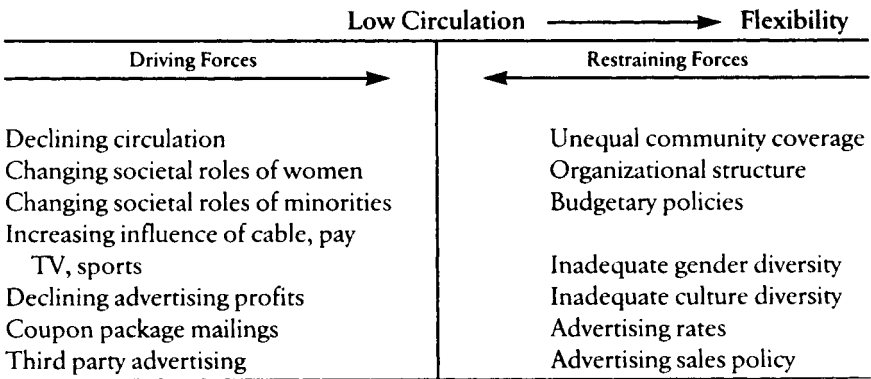 Low Circulation Flexibility
Driving Forces
Restraining Forces
Declining circulation
Changing societal roles of women
Changing societal roles of minorities
Increasing influence of cable, pay
TV, sports
Declining advertising profits
Coupon package mailings
Third party advertising
Unequal community coverage
Organizational structure
Budgetary policies
Inadequate gender diversity
Inadequate culture diversity
Advertising rates
Advertising sales policy